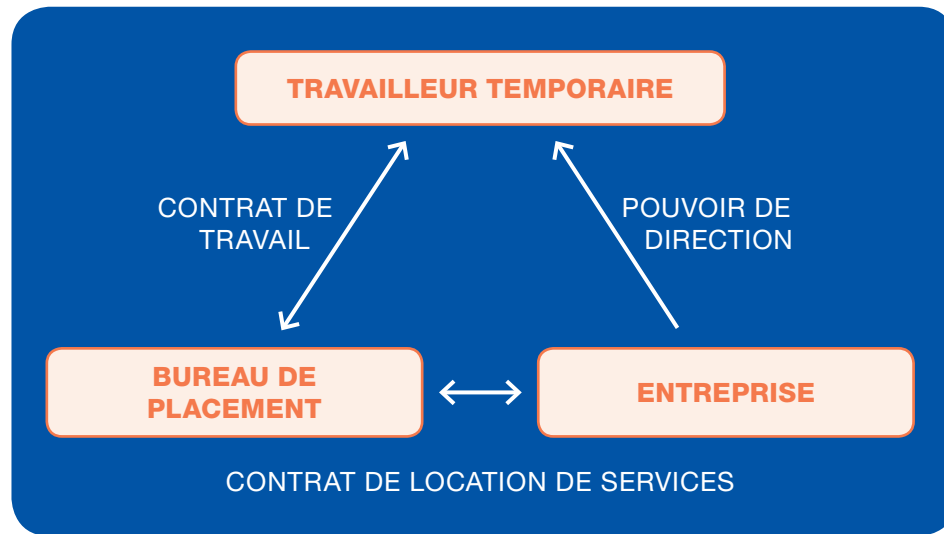 TRAVAILLEUR TEMPORAIRE
CONTRAT DE
TRAVAIL
POUVOIR DE
DIRECTION
BUREAU DE
PLACEMENT
ENTREPRISE
CONTRAT DE LOCATION DE SERVICES